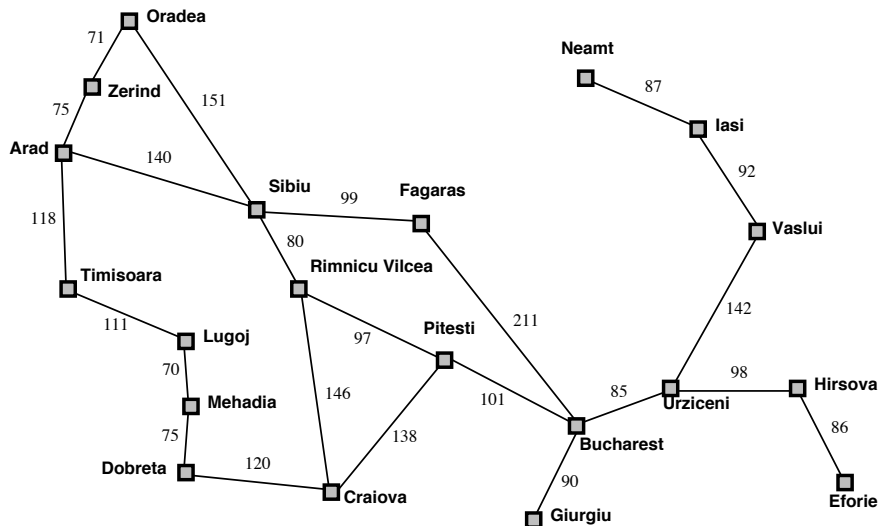 Oradea
71
Neamt
Zerind
87
151
75
Iasi
Arad
140
92
Sibiu
99
Fagaras
118
Vaslui
80
Timisoara
Rimnicu Vilcea
142
111
211
Lugoj
97
Pitesti
70
98
Hirsova
146
85
Mehadia
101
Urziceni
138
86
75
Bucharest
120
Dobreta
90
Craiova
Eforie
Giurgiu